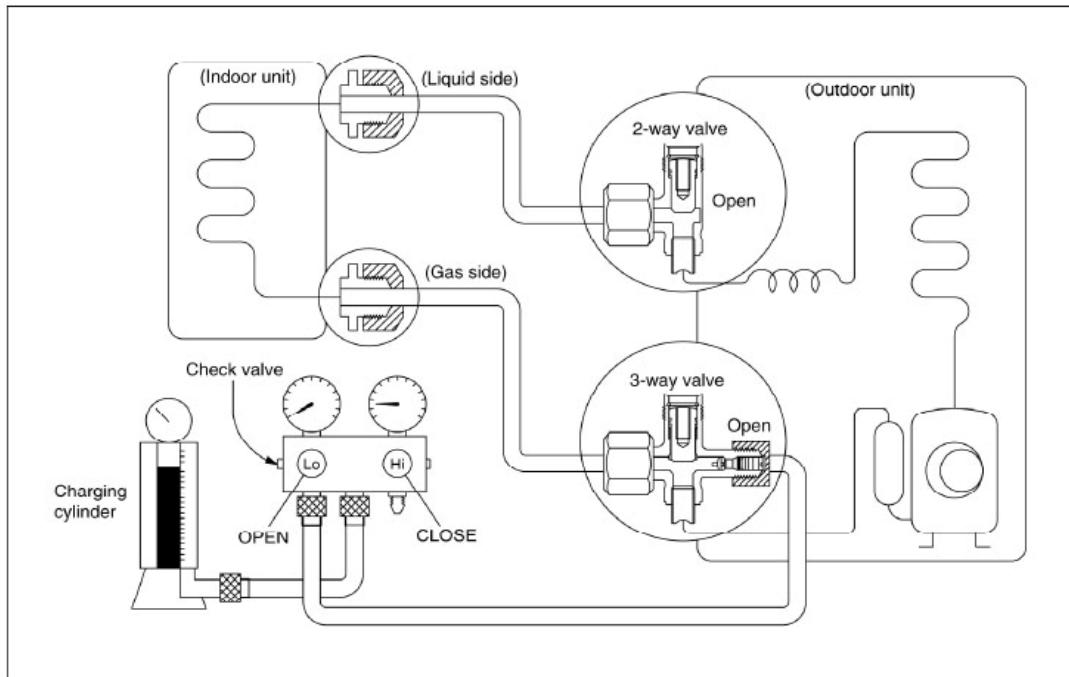 (Indoor unit)
(Liquid side)
(Outdoor unit)
2-way valve
Open
(Gas side)
Check valve
3-way valve
Open
Lo
Hi
Charging
cylinder
OPEN
CLOSE